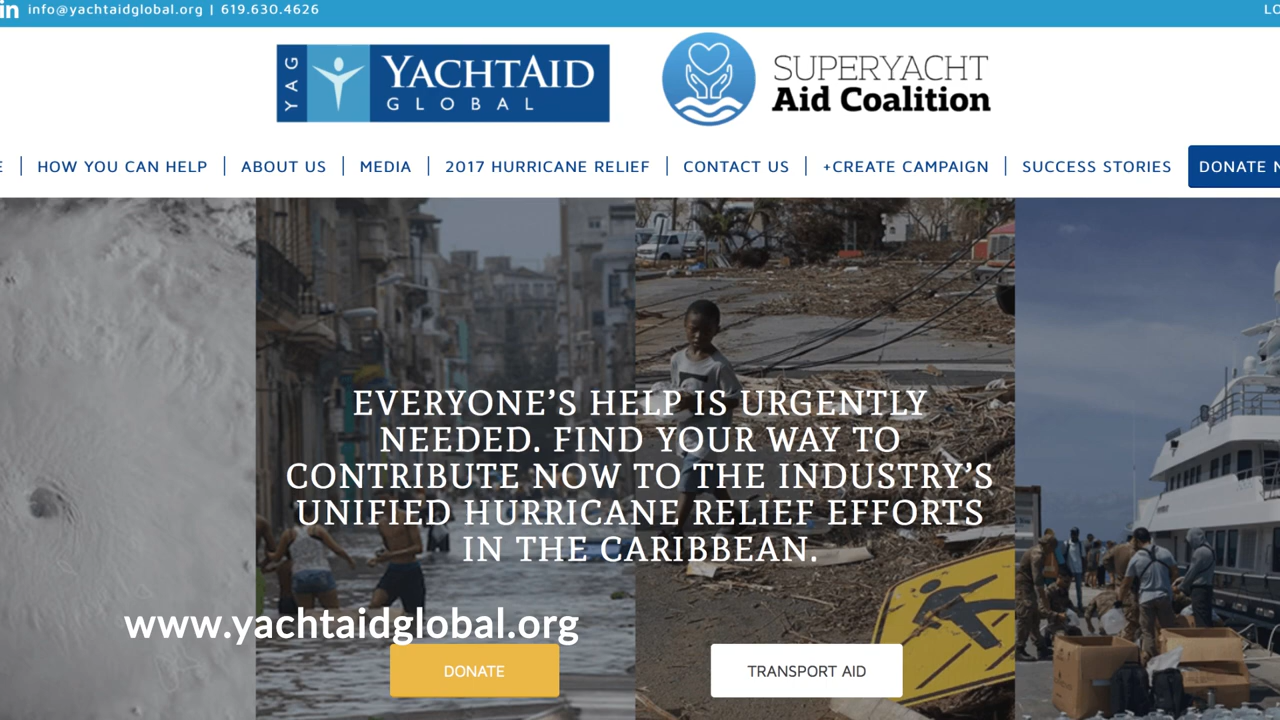 in info@yachtaidglobal.org | 619.630.4626
YAG
YACHTAID
GLOBAL
SUPERYACHT
Aid Coalition
HOW YOU CAN HELP | ABOUT US | MEDIA | 2017 HURRICANE RELIEF | CONTACT US | +CREATE CAMPAIGN | SUCCESS STORIES DONATE
EVERYONE’S HELP IS URGENTLY
NEEDED. FIND YOUR WAY TO
CONTRIBUTE NOW TO THE INDUSTRY’S
UNIFIED HURRICANE RELIEF EFFORTS
IN THE CARIBBEAN.
www.yachtaidglobal.org
DONATE
TRANSPORT AID